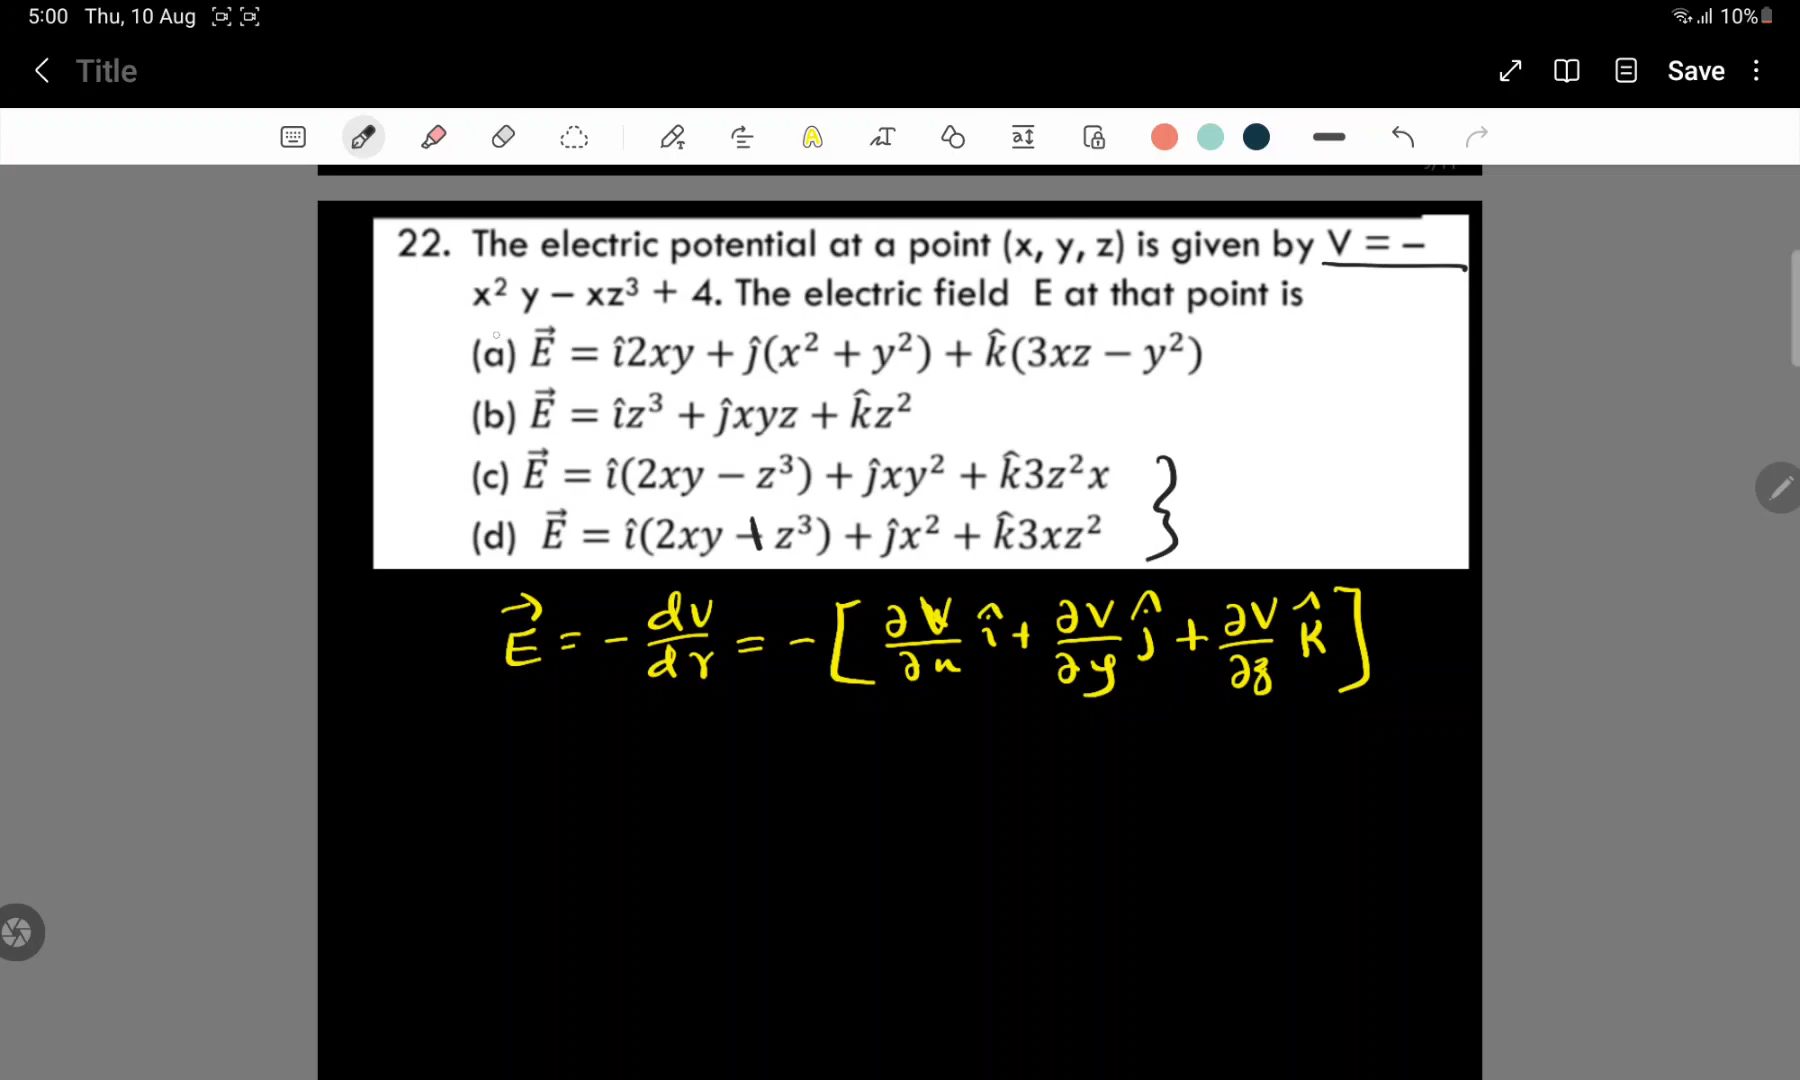 5:00 Thu, 10 Aug
10%
Title
Save
22. The electric potential at a point (x, y, z) is given by V = –
x² y – xz³ + 4. The electric field E at that point is
(a) E⃗ = î2xy + ĵ(x² + y²) + k̂(3xz – y²)
(b) E⃗ = îz³ + ĵxyz + k̂z²
(c) E⃗ = î(2xy – z³) + ĵxy² + k̂3z²x
(d) E⃗ = î(2xy + z³) + ĵx² + k̂3xz²
E⃗ = - dv/dr = - [ ∂V/∂x î + ∂V/∂y ĵ + ∂V/∂z k̂ ]